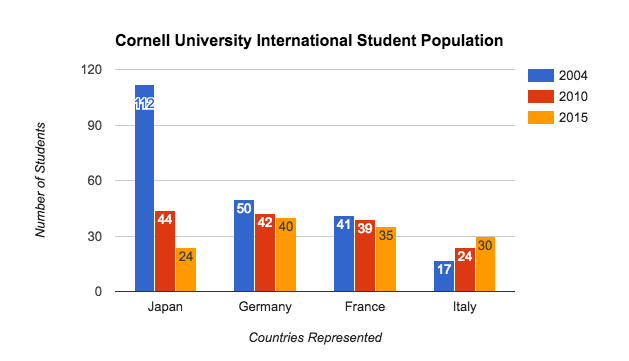 Cornell University International Student Population
2004
2010
2015
Number of Students
120
90
60
30
0
112
44
24
50
42
40
41
39
35
17
24
30
Japan
Germany
France
Italy
Countries Represented